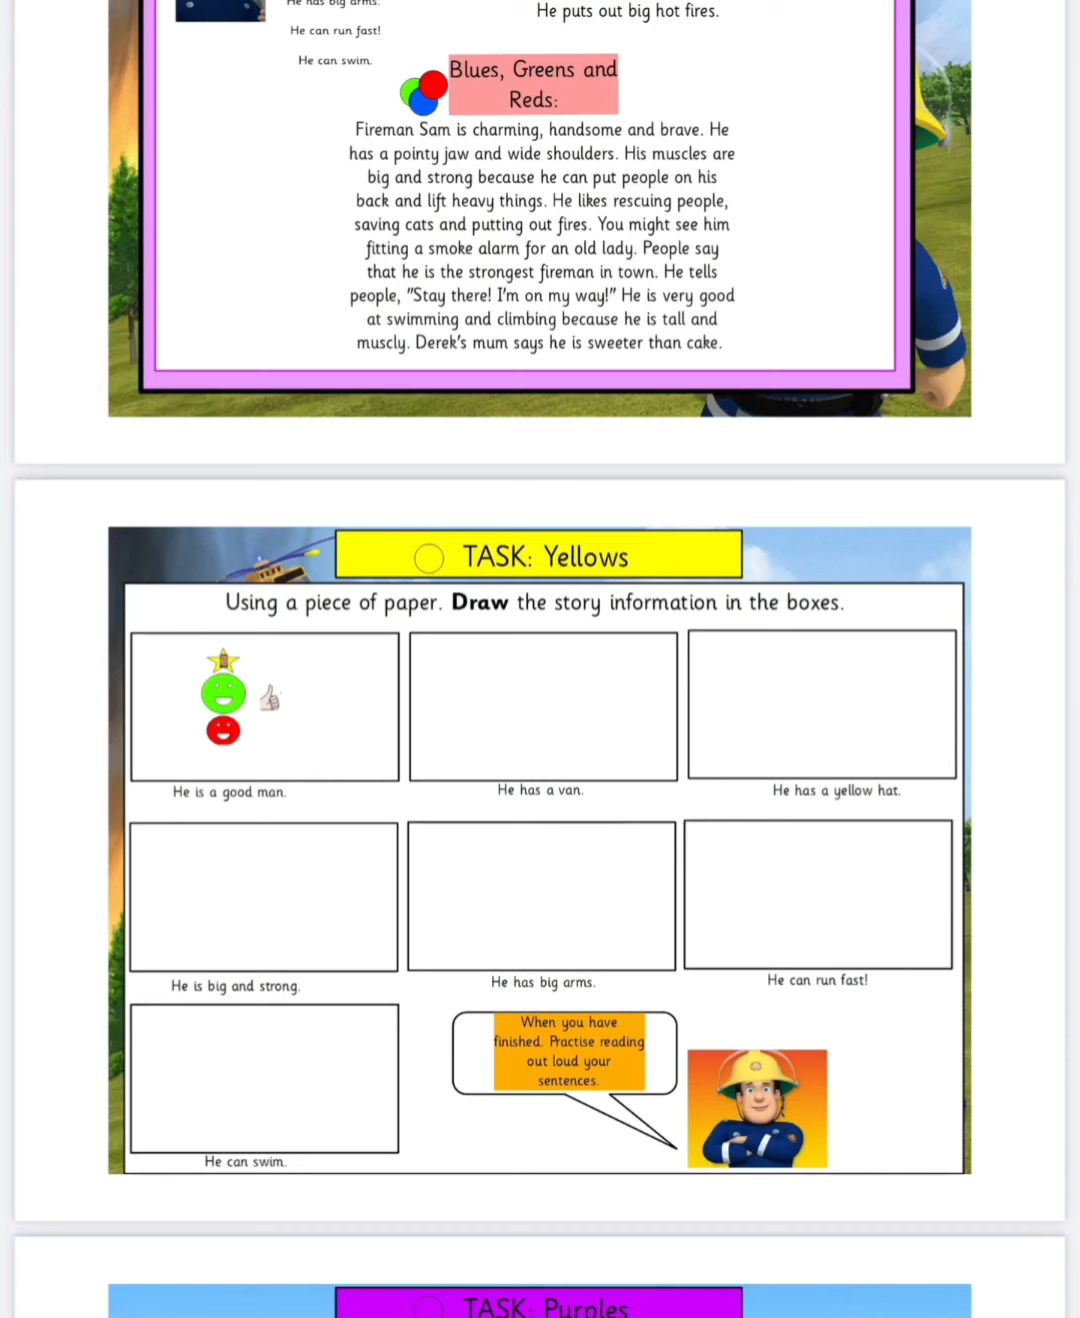 He has big arms.
He can run fast!
He can swim.
He puts out big hot fires.
Blues, Greens and
Reds:
Fireman Sam is charming, handsome and brave. He
has a pointy jaw and wide shoulders. His muscles are
big and strong because he can put people on his
back and lift heavy things. He likes rescuing people,
saving cats and putting out fires. You might see him
fitting a smoke alarm for an old lady. People say
that he is the strongest fireman in town. He tells
people, "Stay there! I'm on my way!" He is very good
at swimming and climbing because he is tall and
muscly. Derek's mum says he is sweeter than cake.
TASK: Yellows
Using a piece of paper. Draw the story information in the boxes.
He is a good man.
He has a van.
He has a yellow hat.
He is big and strong.
He has big arms.
He can run fast!
He can swim.
When you have
finished. Practise reading
out loud your
sentences.
TASK: Purples